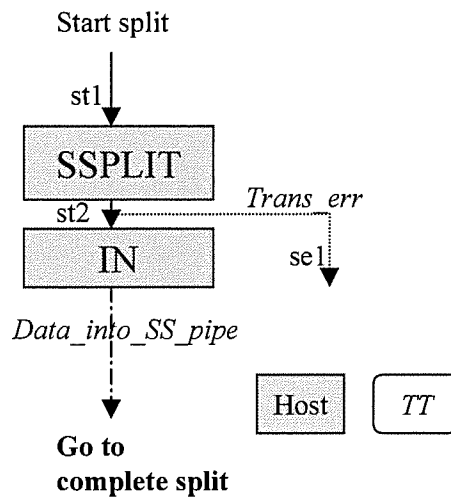 Start split
st1
SSPLIT
st2
Trans_err
IN
se1
Data_into_SS_pipe
Host
TT
Go to
complete split